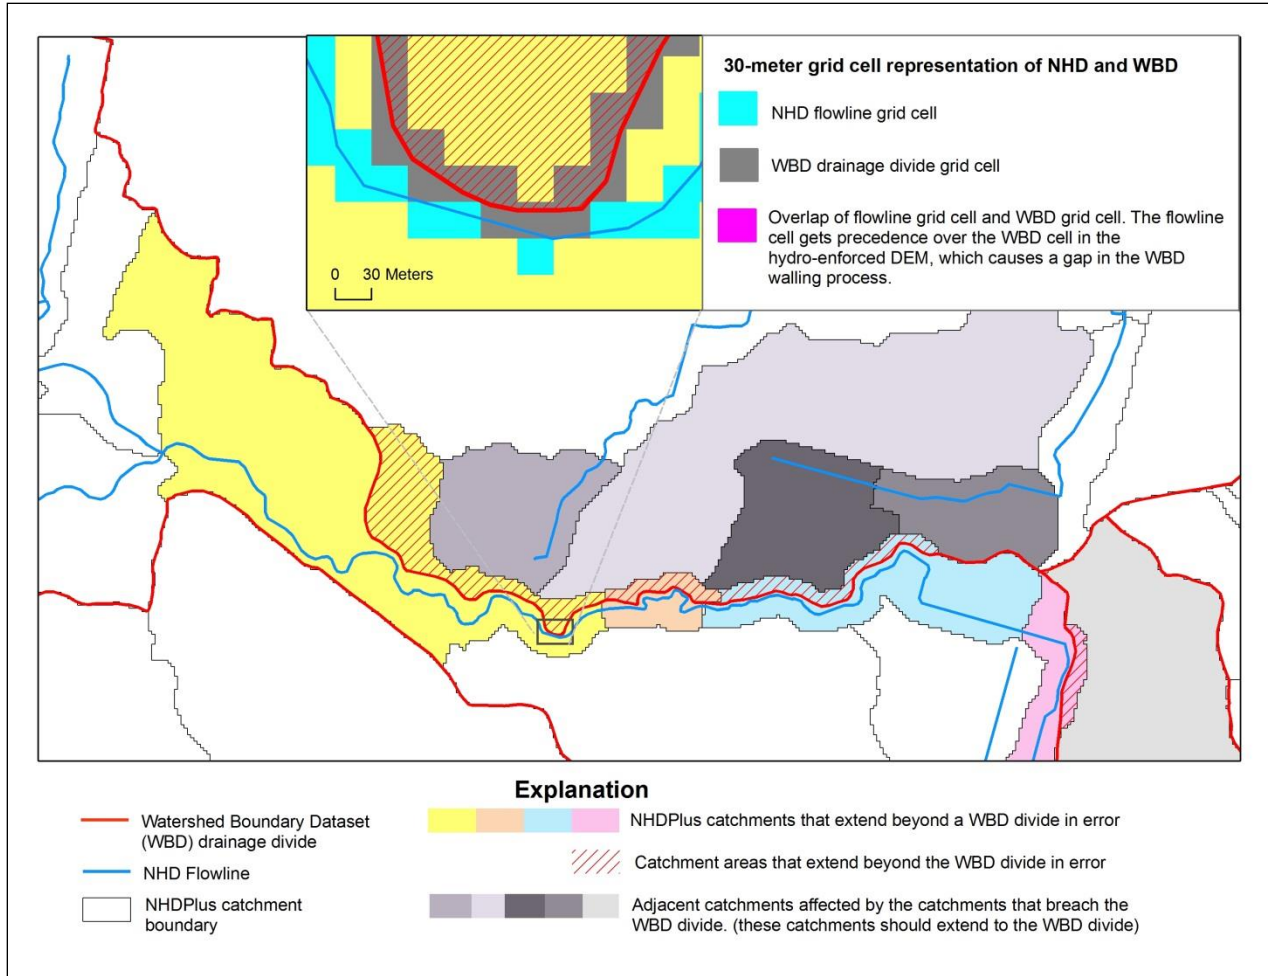 30-meter grid cell representation of NHD and WBD
NHD flowline grid cell
WBD drainage divide grid cell
Overlap of flowline grid cell and WBD grid cell. The flowline
cell gets precedence over the WBD cell in the
hydro-enforced DEM, which causes a gap in the WBD
walling process.
0 30 Meters
Explanation
Watershed Boundary Dataset
(WBD) drainage divide
NHD Flowline
NHDPlus catchment
boundary
NHDPlus catchments that extend beyond a WBD divide in error
Catchment areas that extend beyond the WBD divide in error
Adjacent catchments affected by the catchments that breach the
WBD divide. (these catchments should extend to the WBD divide)